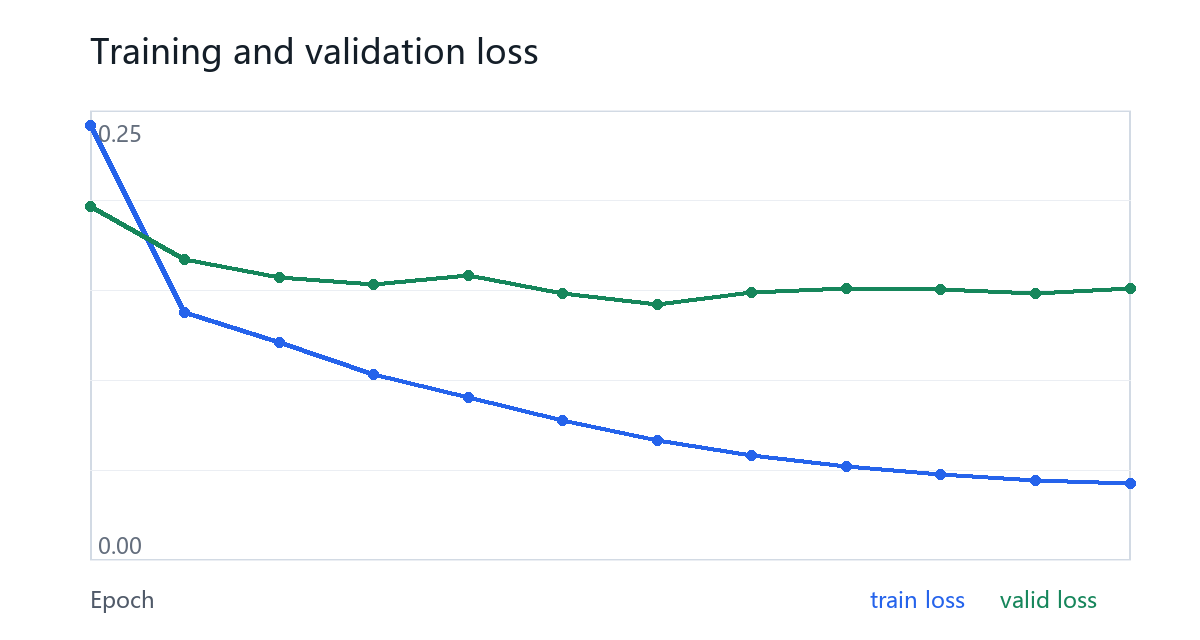 Training and validation loss
0.25
0.00
Epoch
train loss
valid loss